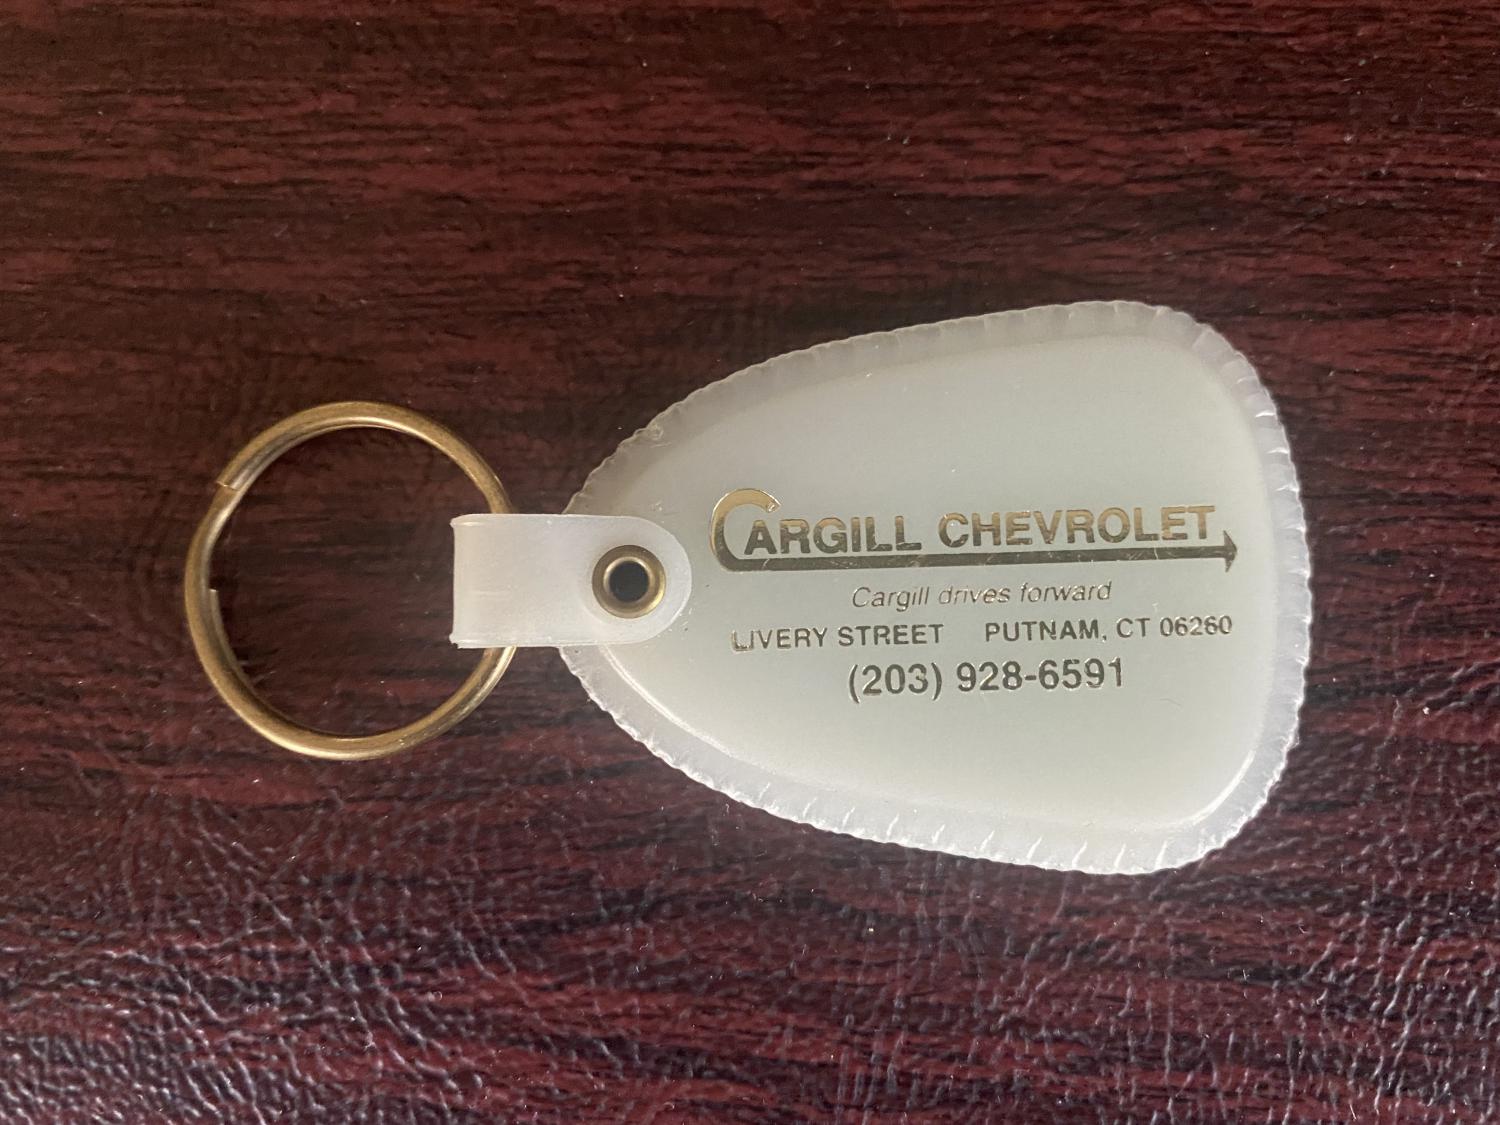 CARGILL CHEVROLET
Cargill drives forward
LIVERY STREET PUTNAM, CT 06260
(203) 928-6591